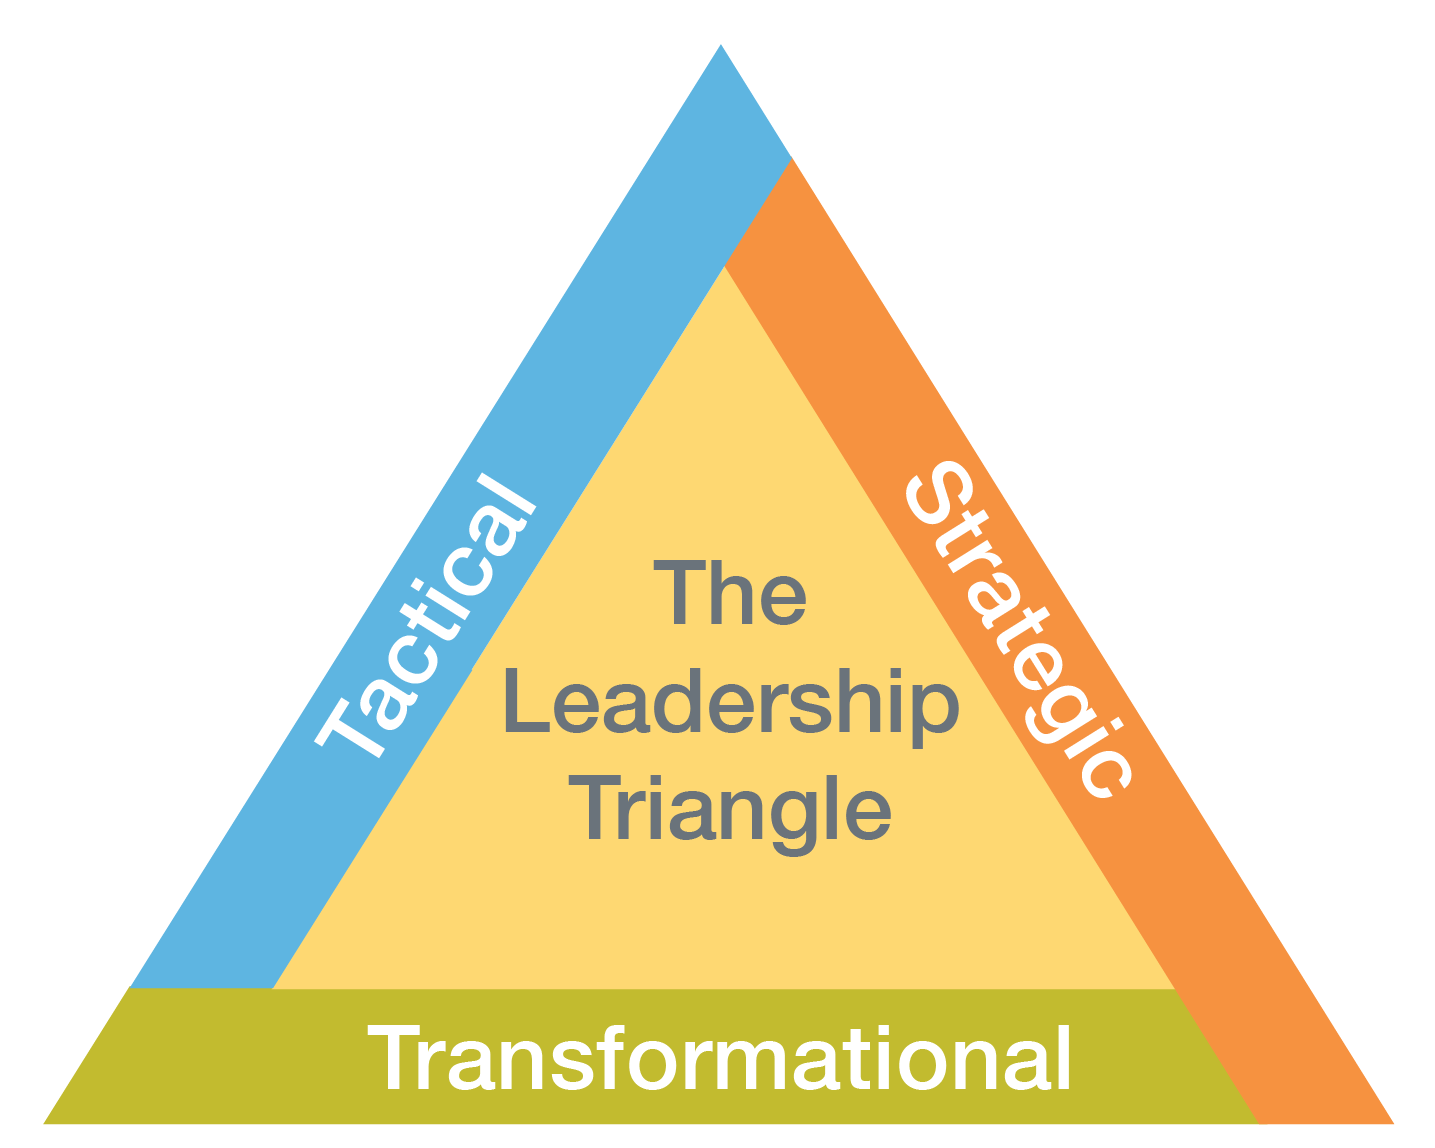 Tactical
Strategic
The
Leadership
Triangle
Transformational